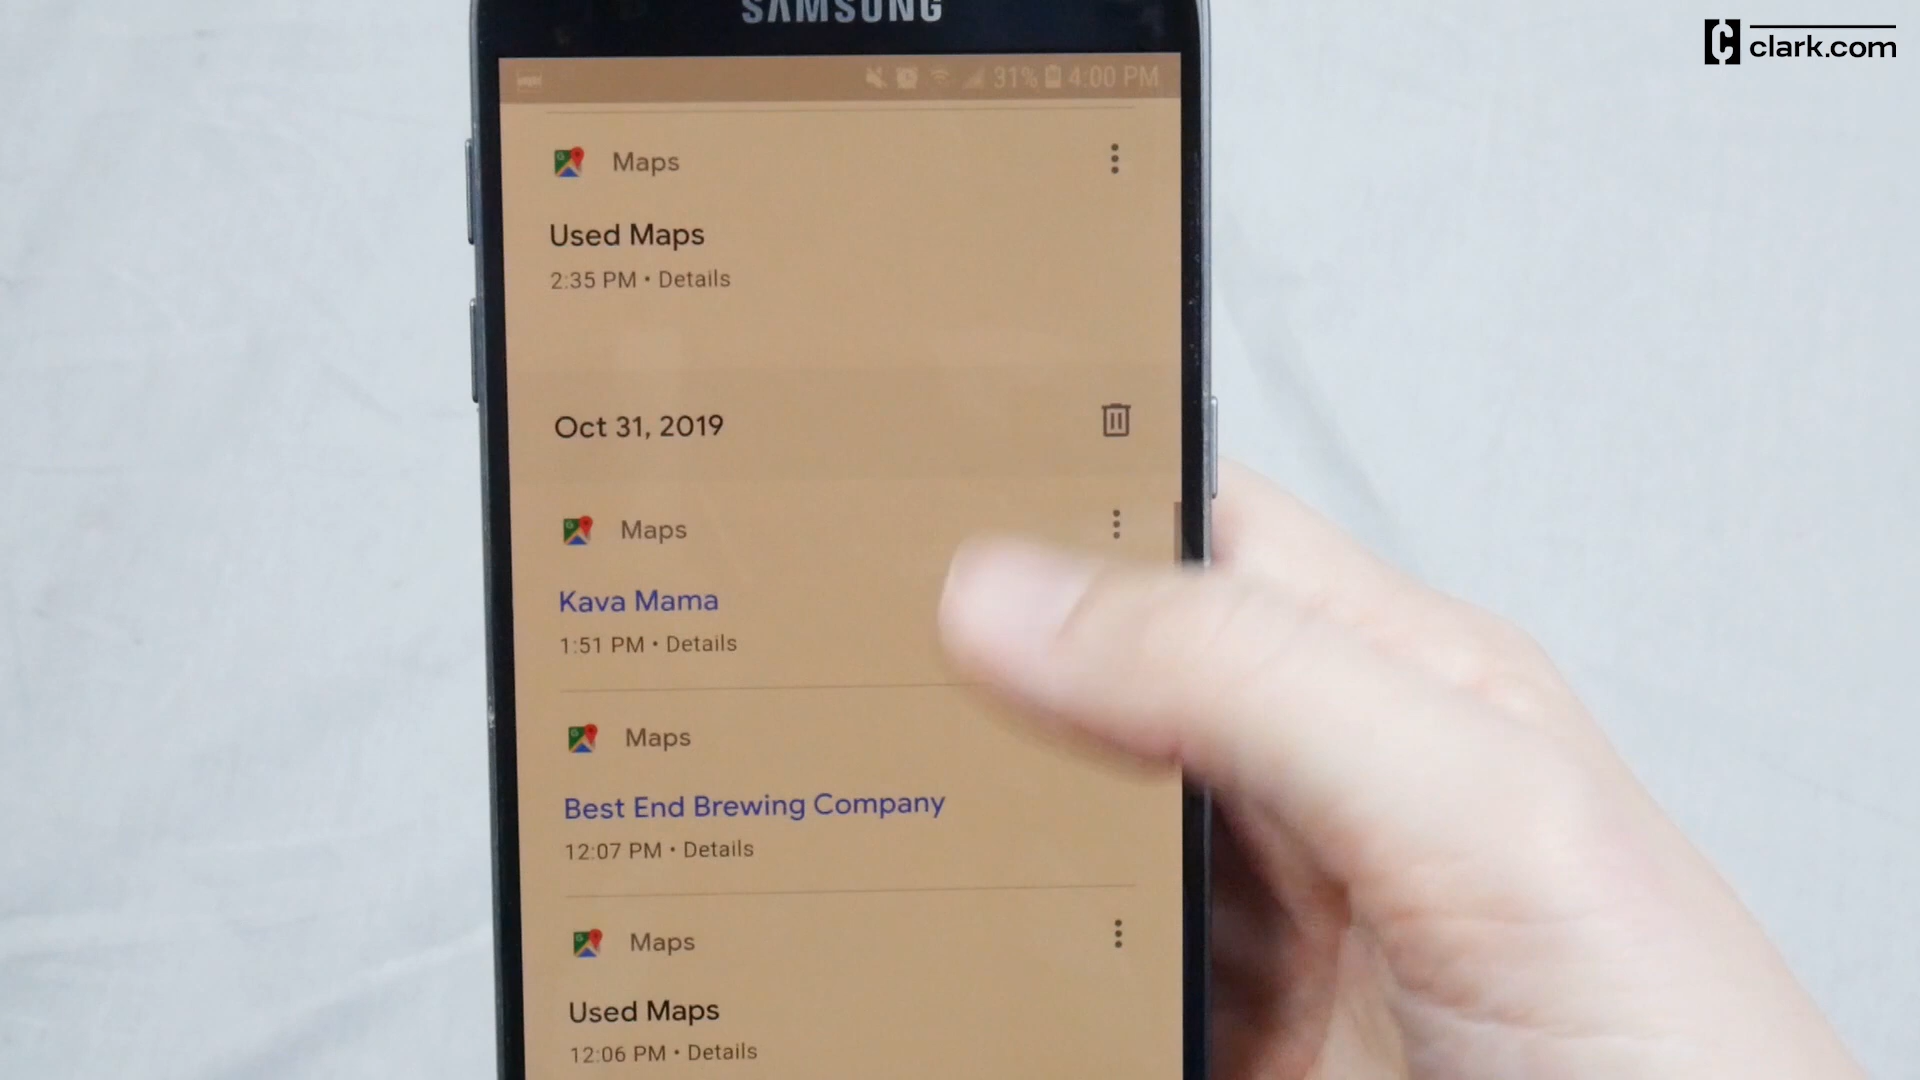 SAMSUNG
clark.com
31% 4:00 PM
Maps
Used Maps
2:35 PM • Details
Oct 31, 2019
Maps
Kava Mama
1:51 PM • Details
Maps
Best End Brewing Company
12:07 PM • Details
Maps
Used Maps
12:06 PM • Details